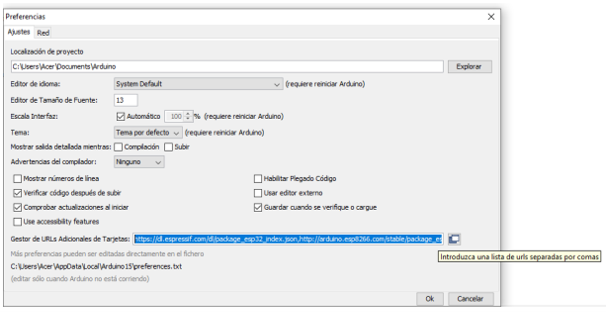 Preferencias
Ajustes Red
Localización de proyecto
C:\Users\Acer\Documents\Arduino Explorar
Editor de idioma: System Default (requiere reiniciar Arduino)
Editor de Tamaño de Fuente: 13
Escala Interfaz: Automático 100 % (requiere reiniciar Arduino)
Tema: Tema por defecto (requiere reiniciar Arduino)
Mostrar salida detallada mientras: Compilación Subir
Advertencias del compilador: Ninguno
Mostrar números de línea Habilitar Plegado Código
Verificar código después de subir Usar editor externo
Comprobar actualizaciones al iniciar Guardar cuando se verifique o cargue
Use accessibility features
Gestor de URLs Adicionales de Tarjetas: https://dl.espressif.com/dl/package_esp32_index.json,http://arduino.esp8266.com/stable/package_es
Más preferencias pueden ser editadas directamente en el fichero
Introduzca una lista de urls separadas por comas
C:\Users\Acer\AppData\Local\Arduino15\preferences.txt
(editar sólo cuando Arduino no está corriendo)
Ok Cancelar